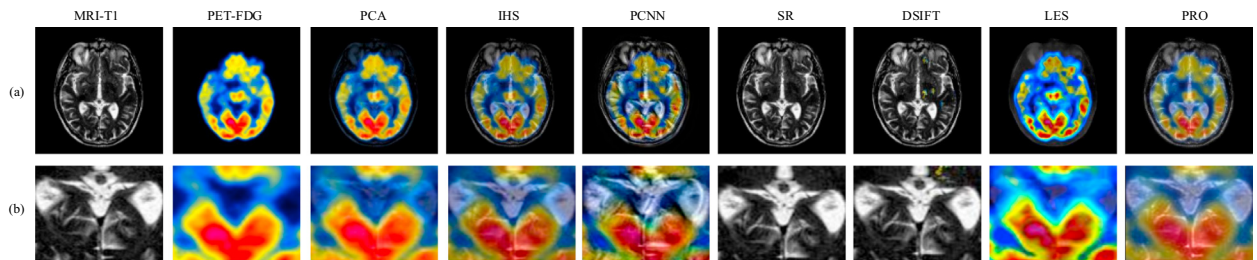 MRI-T1 PET-FDG PCA IHS PCNN SR DSIFT LES PRO
(a)
(b)